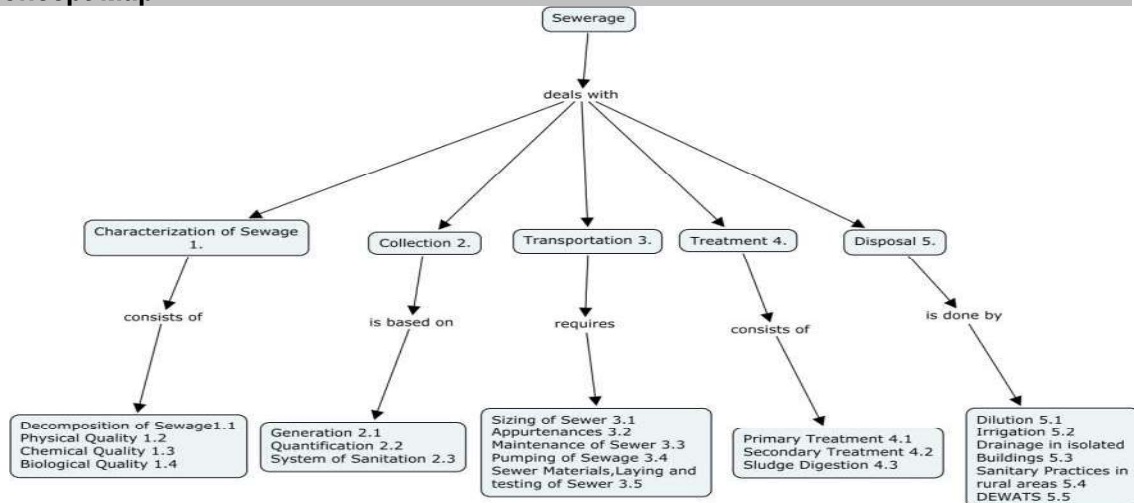 Sewerage
deals with
Characterization of Sewage
1.
Collection 2.
Transportation 3.
Treatment 4.
Disposal 5.
consists of
is based on
requires
consists of
is done by
Decomposition of Sewage1.1
Physical Quality 1.2
Chemical Quality 1.3
Biological Quality 1.4
Generation 2.1
Quantification 2.2
System of Sanitation 2.3
Sizing of Sewer 3.1
Appurtenances 3.2
Maintenance of Sewer 3.3
Pumping of Sewage 3.4
Sewer Materials,Laying and
testing of Sewer 3.5
Primary Treatment 4.1
Secondary Treatment 4.2
Sludge Digestion 4.3
Dilution 5.1
Irrigation 5.2
Drainage in isolated
Buildings 5.3
Sanitary Practices in
rural areas 5.4
DEWATS 5.5